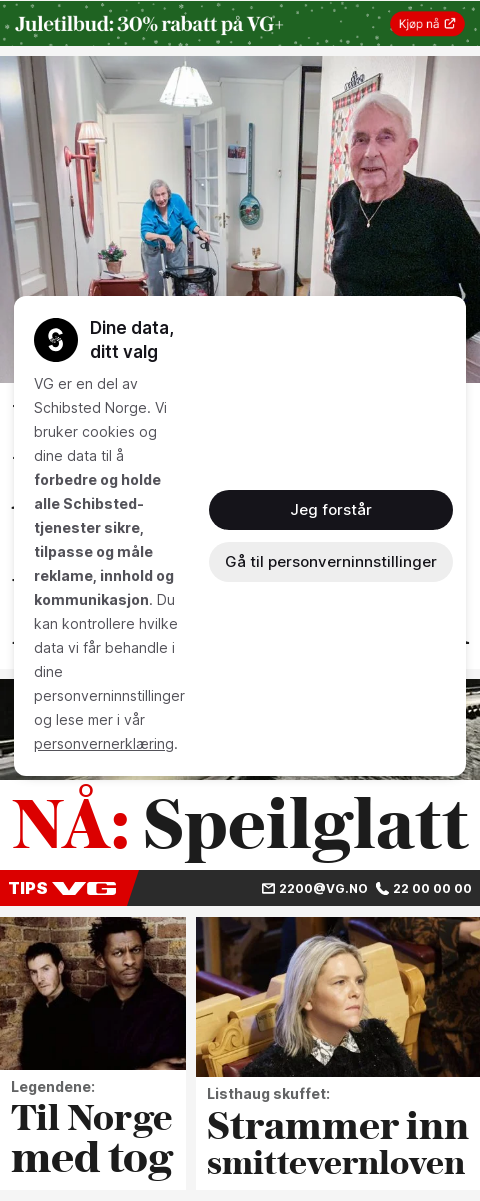 Juletilbud: 30% rabatt på VG+
Kjøp nå
Dine data,
ditt valg
VG er en del av
Schibsted Norge. Vi
bruker cookies og
dine data til å
forbedre og holde
alle Schibsted-
tjenester sikre,
tilpasse og måle
reklame, innhold og
kommunikasjon. Du
kan kontrollere hvilke
data vi får behandle i
dine
personverninnstillinger
og lese mer i vår
personvernerklæring.
Jeg forstår
Gå til personverninnstillinger
NÅ: Speilglatt
TIPS VG
2200@VG.NO 22 00 00 00
Legendene:
Til Norge
med tog
Listhaug skuffet:
Strammer inn
smittevernloven